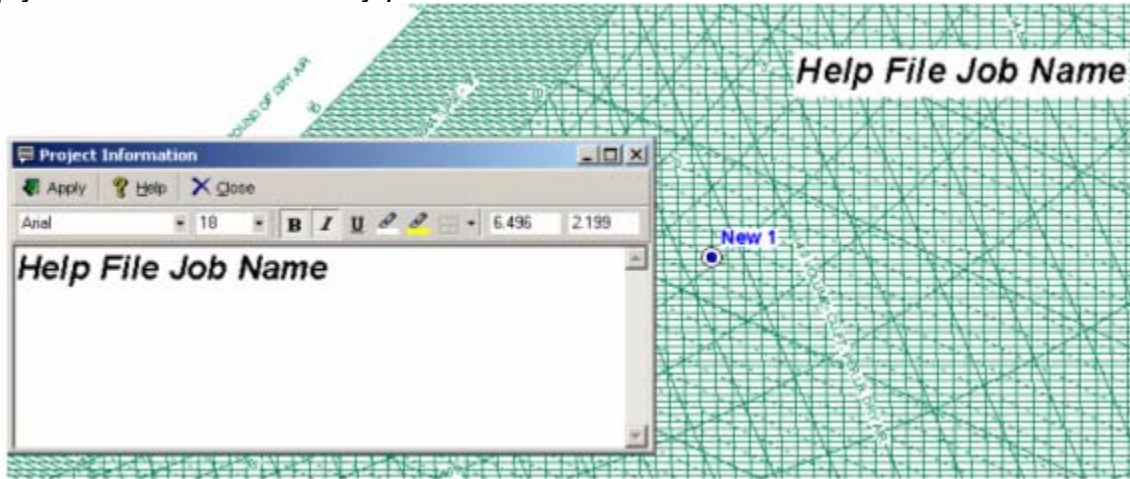 Help File Job Name
Project Information
Apply Help Close
Arial 18 B I U 6.496 2.199
Help File Job Name
New 1